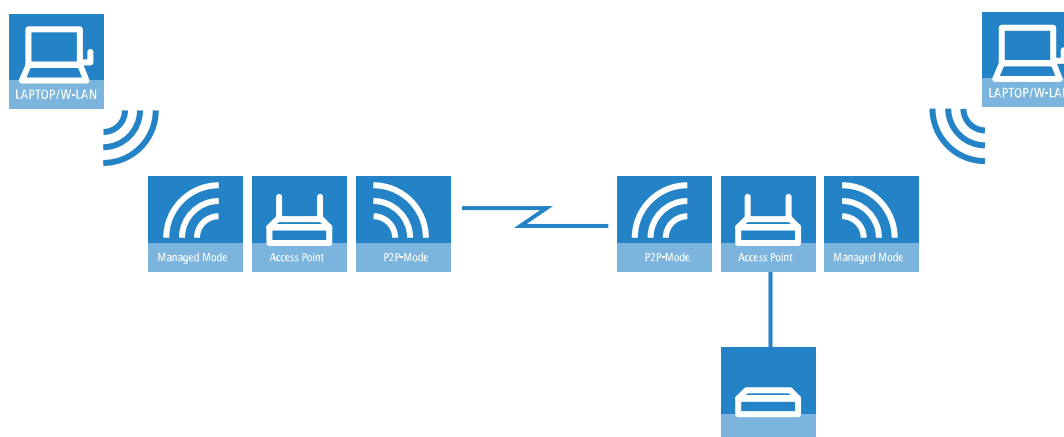 LAPTOP/W-LAN
LAPTOP/W-LAN
Managed Mode
Access Point
P2P-Mode
P2P-Mode
Access Point
Managed Mode